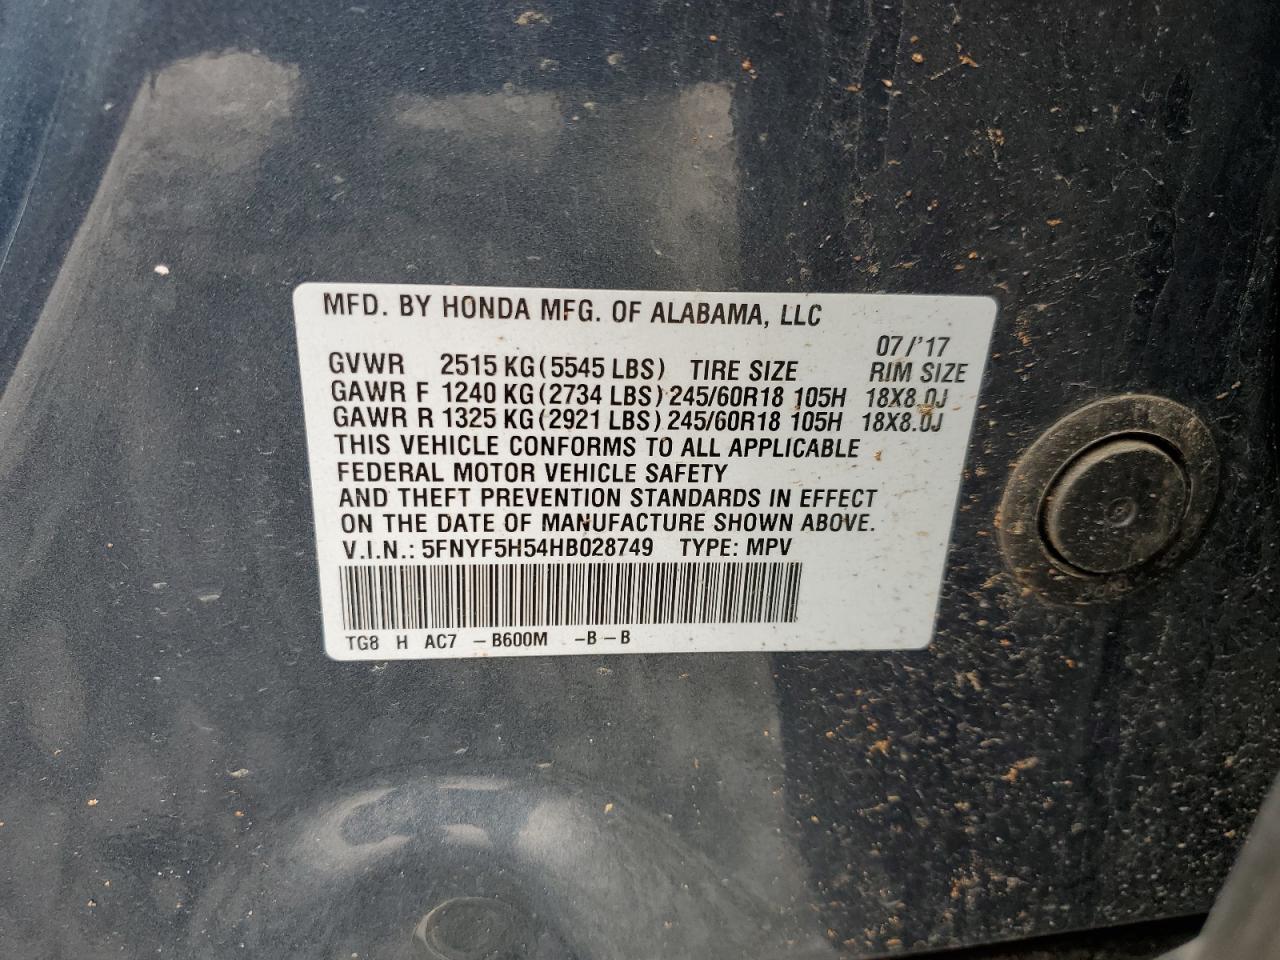 MFD. BY HONDA MFG. OF ALABAMA, LLC
07/'17
GVWR 2515 KG(5545 LBS) TIRE SIZE RIM SIZE
GAWR F 1240 KG(2734 LBS) 245/60R18 105H 18X8.0J
GAWR R 1325 KG(2921 LBS) 245/60R18 105H 18X8.0J
THIS VEHICLE CONFORMS TO ALL APPLICABLE
FEDERAL MOTOR VEHICLE SAFETY
AND THEFT PREVENTION STANDARDS IN EFFECT
ON THE DATE OF MANUFACTURE SHOWN ABOVE.
V.I.N.: 5FNYF5H54HB028749 TYPE: MPV
TG8 H AC7 - B600M - B - B